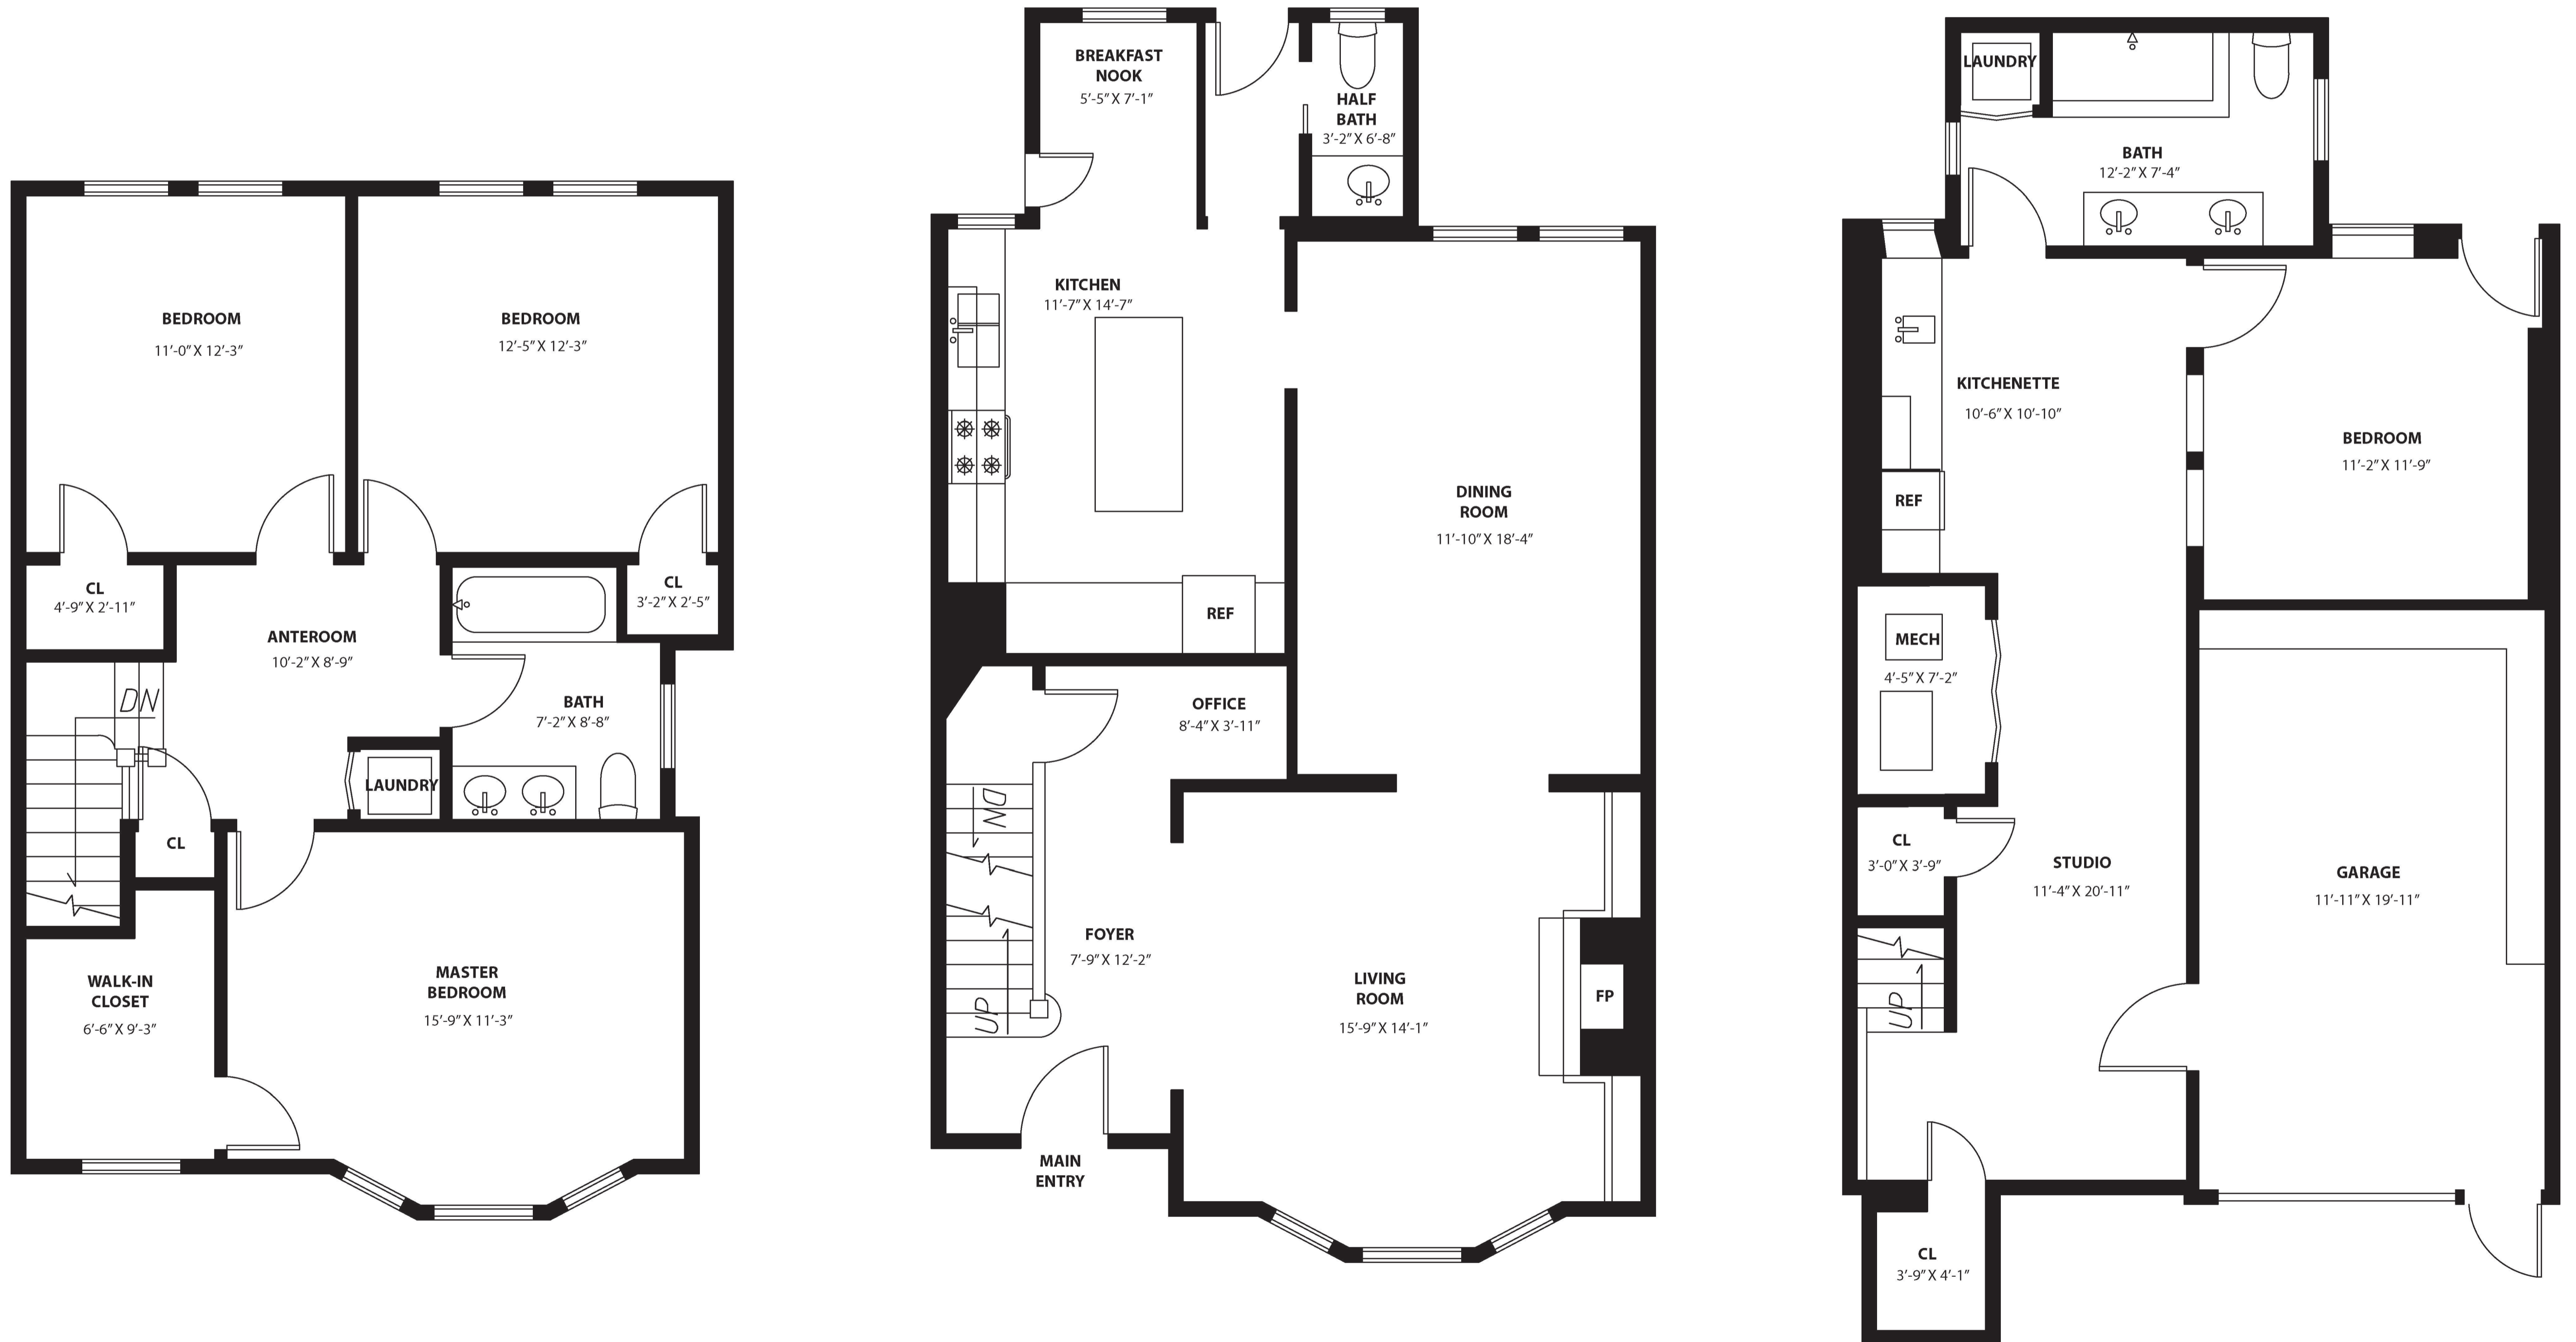 BEDROOM
11’-0” X 12’-3”
BEDROOM
12’-5” X 12’-3”
CL
4’-9” X 2’-11”
CL
3’-2” X 2’-5”
ANTEROOM
10’-2” X 8’-9”
DN
BATH
7’-2” X 8’-8”
LAUNDRY
CL
WALK-IN
CLOSET
6’-6” X 9’-3”
MASTER
BEDROOM
15’-9” X 11’-3”
BREAKFAST
NOOK
5’-5” X 7’-1”
HALF
BATH
3’-2” X 6’-8”
KITCHEN
11’-7” X 14’-7”
DINING
ROOM
11’-10” X 18’-4”
REF
OFFICE
8’-4” X 3’-11”
DN
FOYER
7’-9” X 12’-2”
UP
LIVING
ROOM
15’-9” X 14’-1”
FP
MAIN
ENTRY
LAUNDRY
BATH
12’-2” X 7’-4”
KITCHENETTE
10’-6” X 10’-10”
REF
BEDROOM
11’-2” X 11’-9”
MECH
4’-5” X 7’-2”
CL
3’-0” X 3’-9”
STUDIO
11’-4” X 20’-11”
GARAGE
11’-11” X 19’-11”
UP
CL
3’-9” X 4’-1”